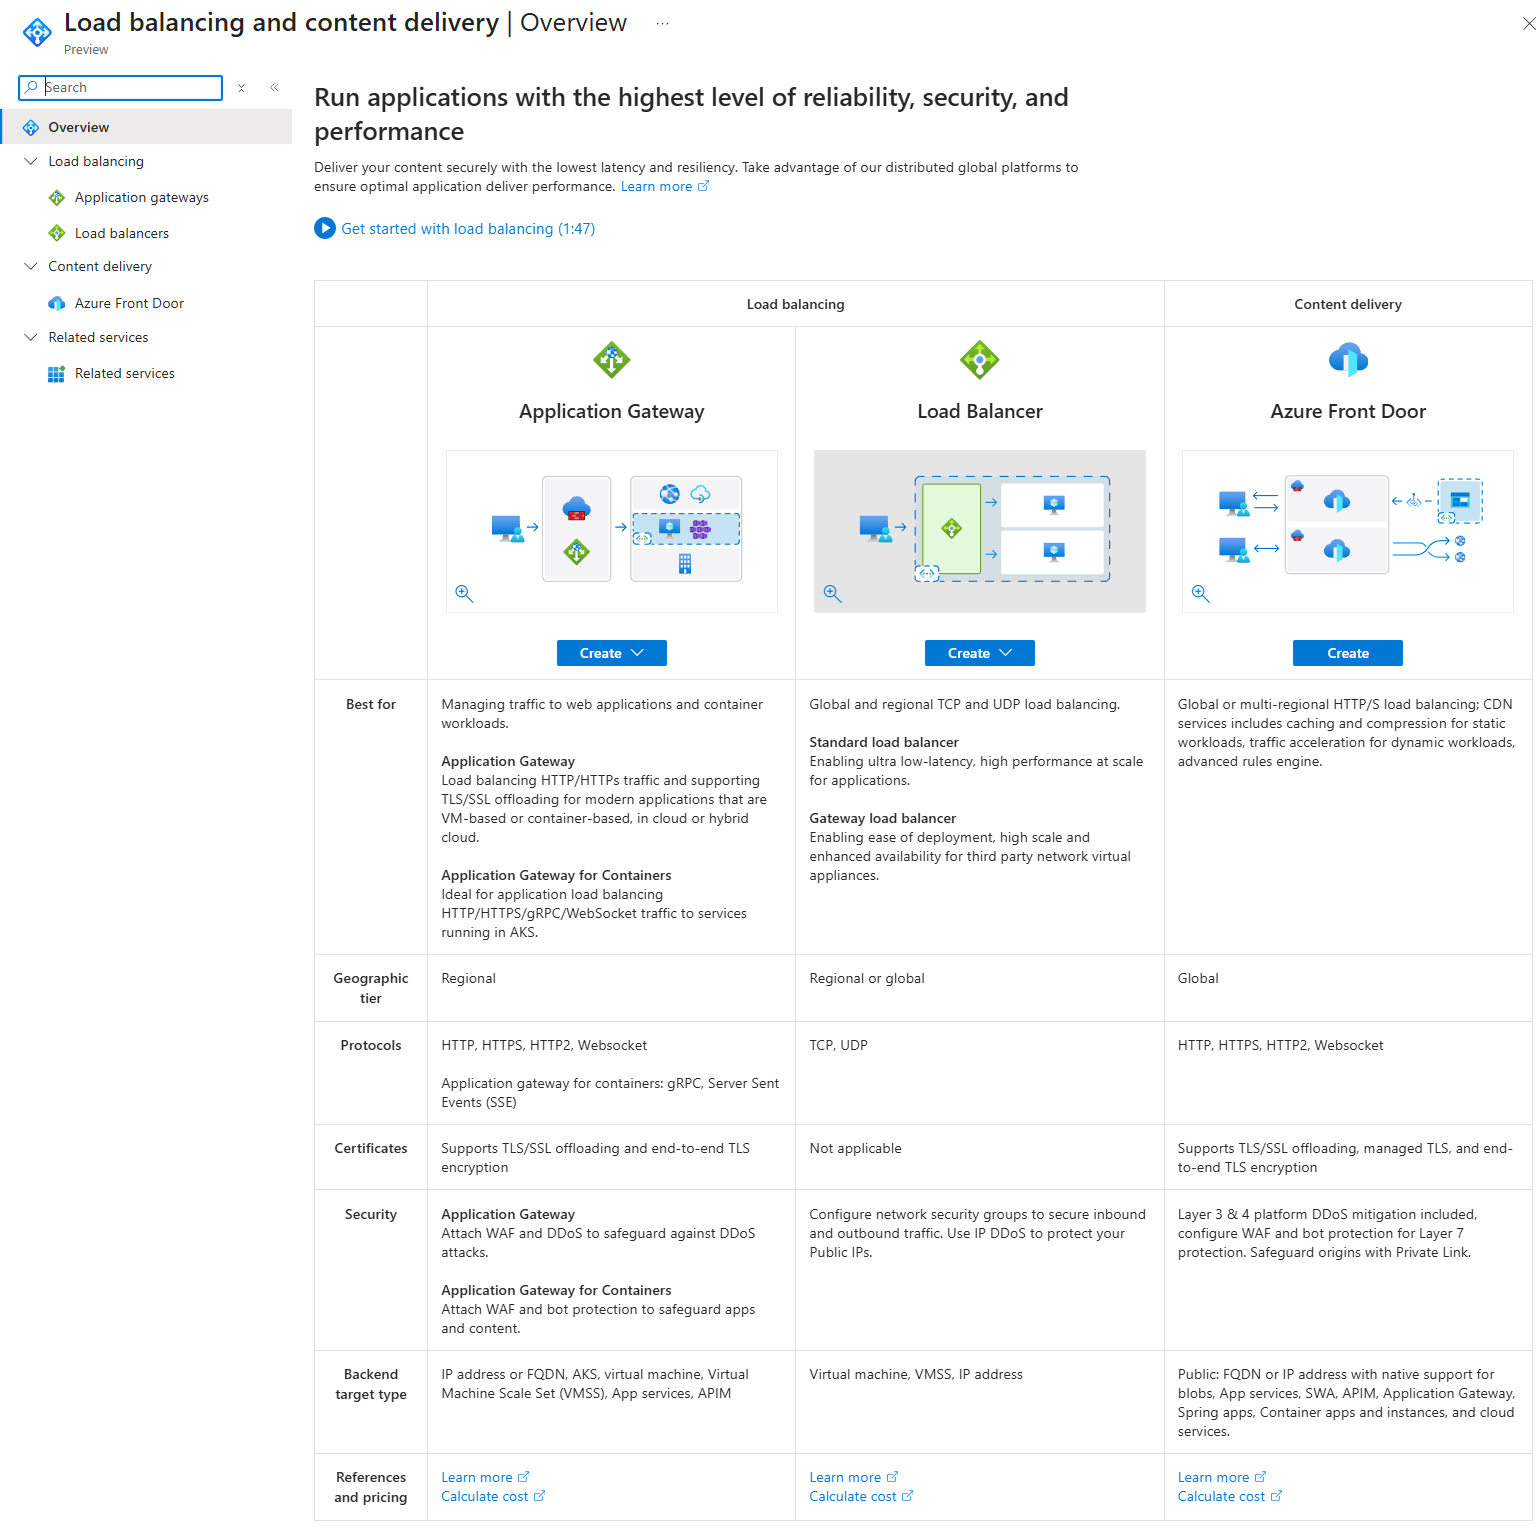 Load balancing and content delivery | Overview ...
Preview
Search
Overview
Load balancing
Application gateways
Load balancers
Content delivery
Azure Front Door
Related services
Related services
Run applications with the highest level of reliability, security, and
performance
Deliver your content securely with the lowest latency and resiliency. Take advantage of our distributed global platforms to
ensure optimal application deliver performance. Learn more
Get started with load balancing (1:47)
Load balancing
Content delivery
Application Gateway
Load Balancer
Azure Front Door
Create
Create
Create
Best for
Managing traffic to web applications and container
workloads.
Application Gateway
Load balancing HTTP/HTTPs traffic and supporting
TLS/SSL offloading for modern applications that are
VM-based or container-based, in cloud or hybrid
cloud.
Application Gateway for Containers
Ideal for application load balancing
HTTP/HTTPS/gRPC/WebSocket traffic to services
running in AKS.
Global and regional TCP and UDP load balancing.
Standard load balancer
Enabling ultra low-latency, high performance at scale
for applications.
Gateway load balancer
Enabling ease of deployment, high scale and
enhanced availability for third party network virtual
appliances.
Global or multi-regional HTTP/S load balancing; CDN
services includes caching and compression for static
workloads, traffic acceleration for dynamic workloads,
advanced rules engine.
Geographic
tier
Regional
Regional or global
Global
Protocols
HTTP, HTTPS, HTTP2, Websocket
Application gateway for containers: gRPC, Server Sent
Events (SSE)
TCP, UDP
HTTP, HTTPS, HTTP2, Websocket
Certificates
Supports TLS/SSL offloading and end-to-end TLS
encryption
Not applicable
Supports TLS/SSL offloading, managed TLS, and end-
to-end TLS encryption
Security
Application Gateway
Attach WAF and DDoS to safeguard against DDoS
attacks.
Application Gateway for Containers
Attach WAF and bot protection to safeguard apps
and content.
Configure network security groups to secure inbound
and outbound traffic. Use IP DDoS to protect your
Public IPs.
Layer 3 & 4 platform DDoS mitigation included,
configure WAF and bot protection for Layer 7
protection. Safeguard origins with Private Link.
Backend
target type
IP address or FQDN, AKS, virtual machine, Virtual
Machine Scale Set (VMSS), App services, APIM
Virtual machine, VMSS, IP address
Public: FQDN or IP address with native support for
blobs, App services, SWA, APIM, Application Gateway,
Spring apps, Container apps and instances, and cloud
services.
References
and pricing
Learn more
Calculate cost
Learn more
Calculate cost
Learn more
Calculate cost